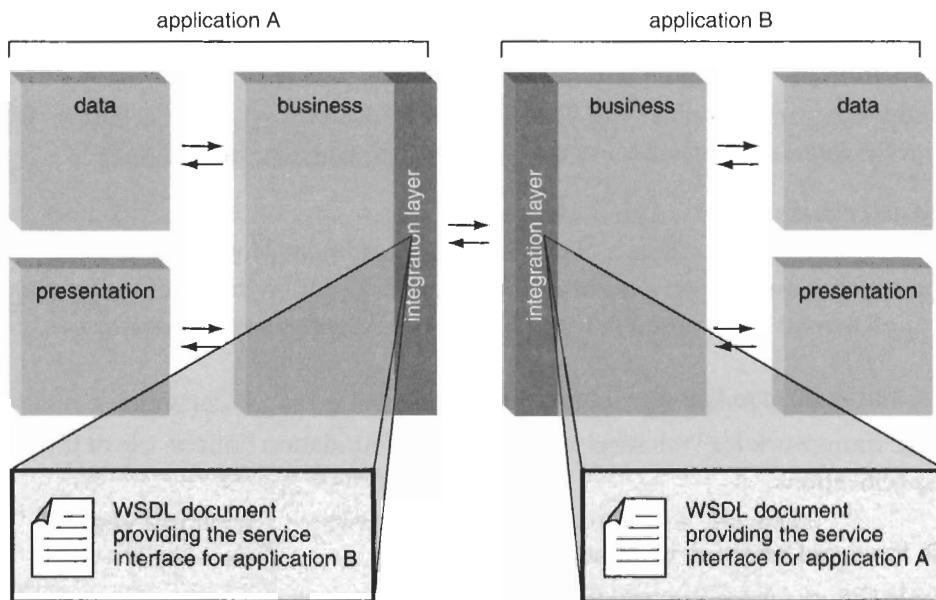 application A
application B
data
business
integration layer
presentation
integration layer
business
data
presentation
WSDL document
providing the service
interface for application B
WSDL document
providing the service
interface for application A